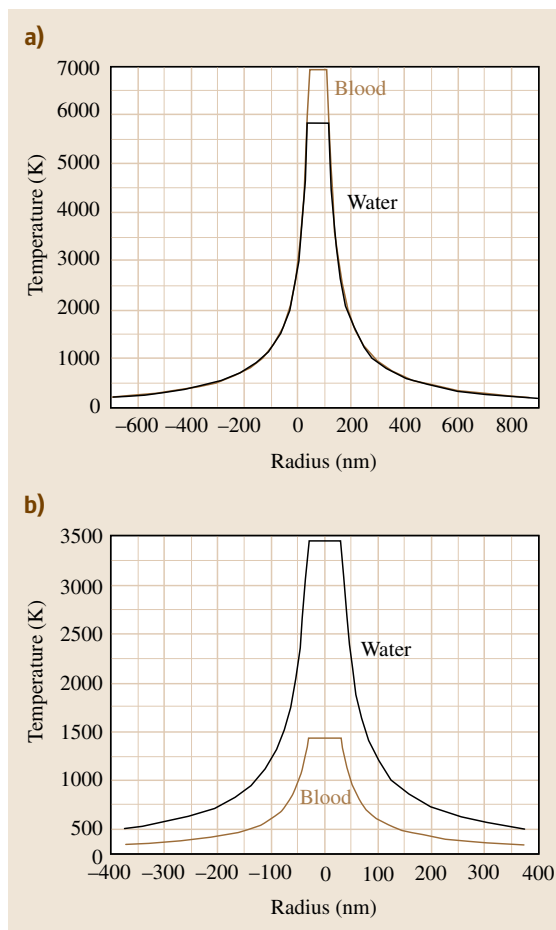 a)
Temperature (K)
7000
6000
5000
4000
3000
2000
1000
0
Blood
Water
–600 –400 –200 0 200 400 600 800
Radius (nm)
b)
Temperature (K)
3500
3000
2500
2000
1500
1000
500
0
Water
Blood
–400 –300 –200 –100 0 100 200 300 400
Radius (nm)